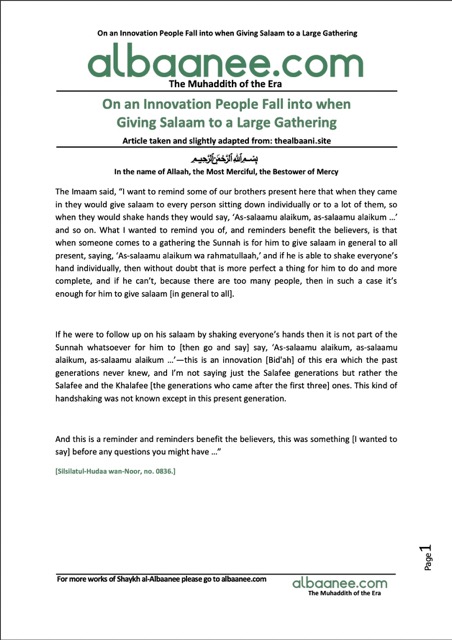 On an Innovation People Fall into when Giving Salaam to a Large Gathering
albaanee.com
The Muhaddith of the Era
On an Innovation People Fall into when
Giving Salaam to a Large Gathering
Article taken and slightly adapted from: thealbaani.site
بِسْمِ اللَّهِ الرَّحْمَٰنِ الرَّحِيمِ
In the name of Allaah, the Most Merciful, the Bestower of Mercy
The Imaam said, “I want to remind some of our brothers present here that when they came
in they would give salaam to every person sitting down individually or to a lot of them, so
when they would shake hands they would say, ‘As-salaamu alaikum, as-salaamu alaikum …’
and so on. What I wanted to remind you of, and reminders benefit the believers, is that
when someone comes to a gathering the Sunnah is for him to give salaam in general to all
present, saying, ‘As-salaamu alaikum wa rahmatullaah,’ and if he is able to shake everyone’s
hand individually, then without doubt that is more perfect a thing for him to do and more
complete, and if he can’t, because there are too many people, then in such a case it’s
enough for him to give salaam [in general to all].
If he were to follow up on his salaam by shaking everyone’s hands then it is not part of the
Sunnah whatsoever for him to [then go and say] say, ‘As-salaamu alaikum, as-salaamu
alaikum, as-salaamu alaikum …’—this is an innovation [Bid'ah] of this era which the past
generations never knew, and I’m not saying just the Salafee generations but rather the
Salafee and the Khalafee [the generations who came after the first three] ones. This kind of
handshaking was not known except in this present generation.
And this is a reminder and reminders benefit the believers, this was something [I wanted to
say] before any questions you might have …”
[Silsilatul-Hudaa wan-Noor, no. 0836.]
Page1
For more works of Shaykh al-Albaanee please go to albaanee.com
albaanee.com
The Muhaddith of the Era